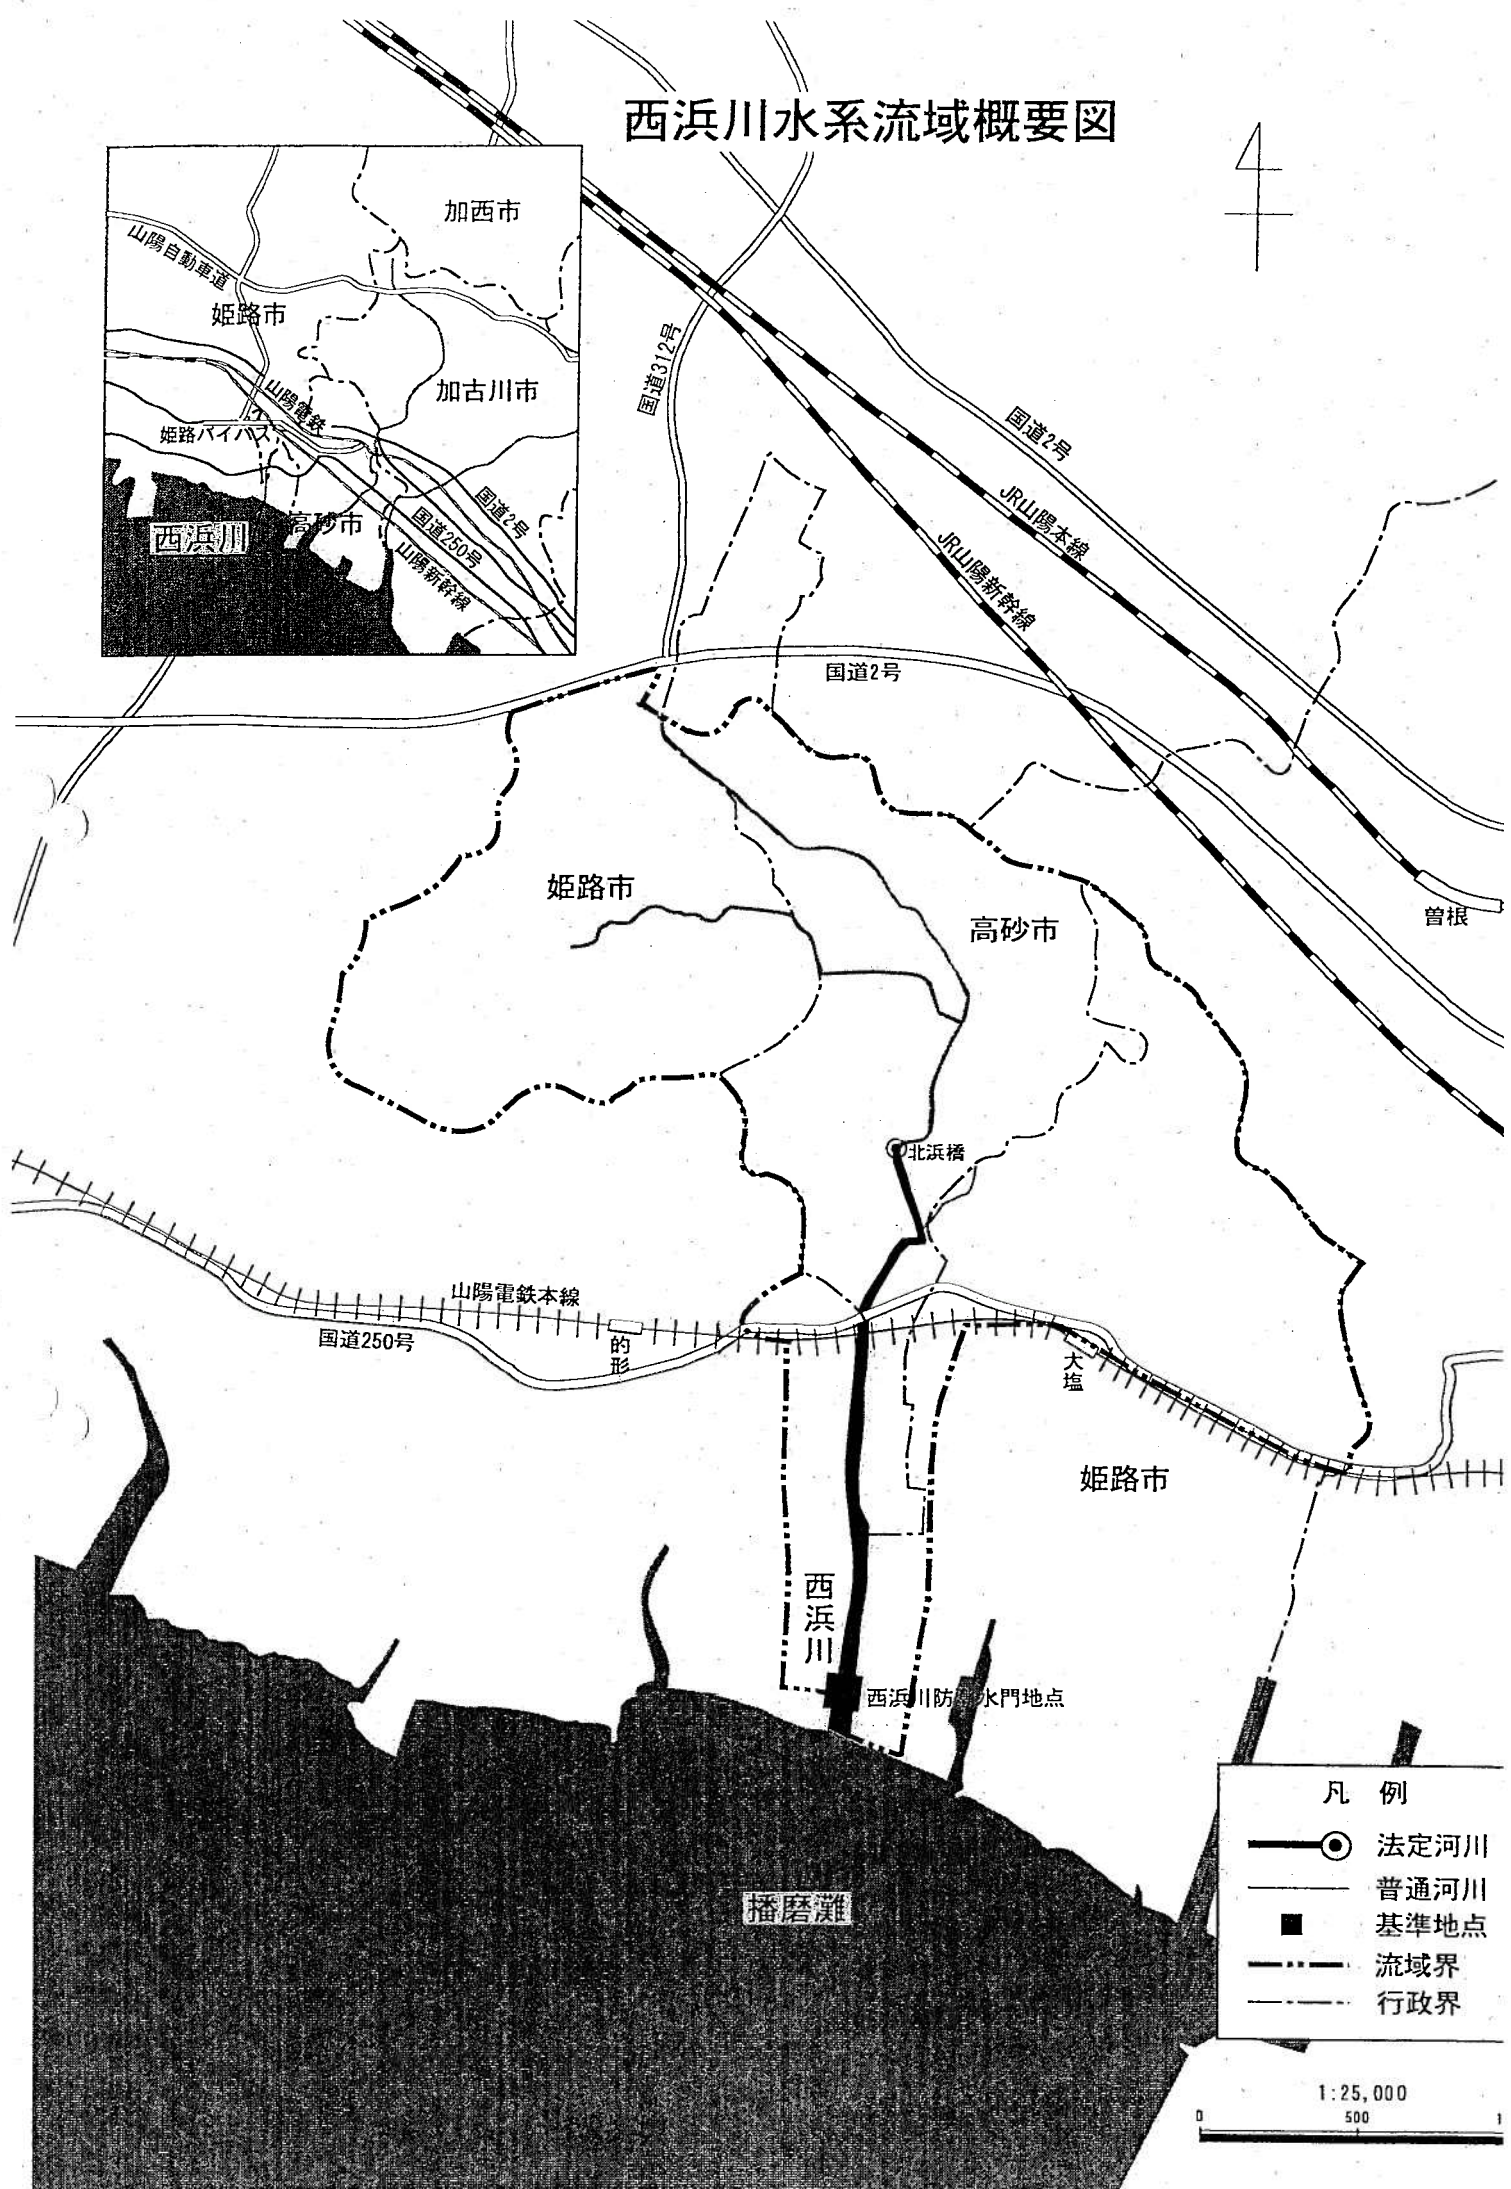 西浜川水系流域概要図
加西市
山陽自動車道
姫路市
加古川市
山陽電鉄
姫路バイパス
国道2号
国道250号
高砂市
山陽新幹線
西浜川
国道312号
国道2号
JR山陽本線
JR山陽新幹線
国道2号
姫路市
高砂市
曽根
北浜橋
山陽電鉄本線
国道250号
的形
大塩
姫路市
西浜川
西浜川防 水門地点
播磨灘
凡 例
法定河川
普通河川
基準地点
流域界
行政界
1:25,000
0 500 1